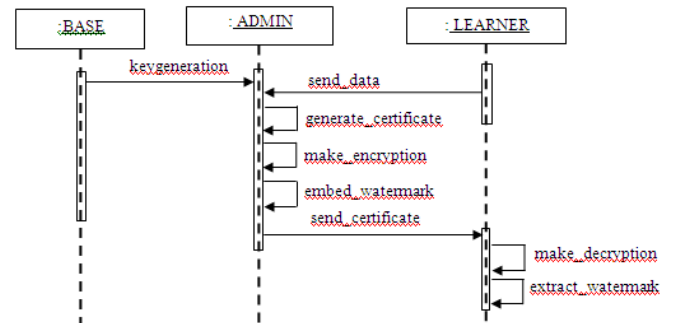 :BASE
: ADMIN
: LEARNER
keygeneration
send_data
generate_certificate
make_encryption
embed_watermark
send_certificate
make_decryption
extract_watermark